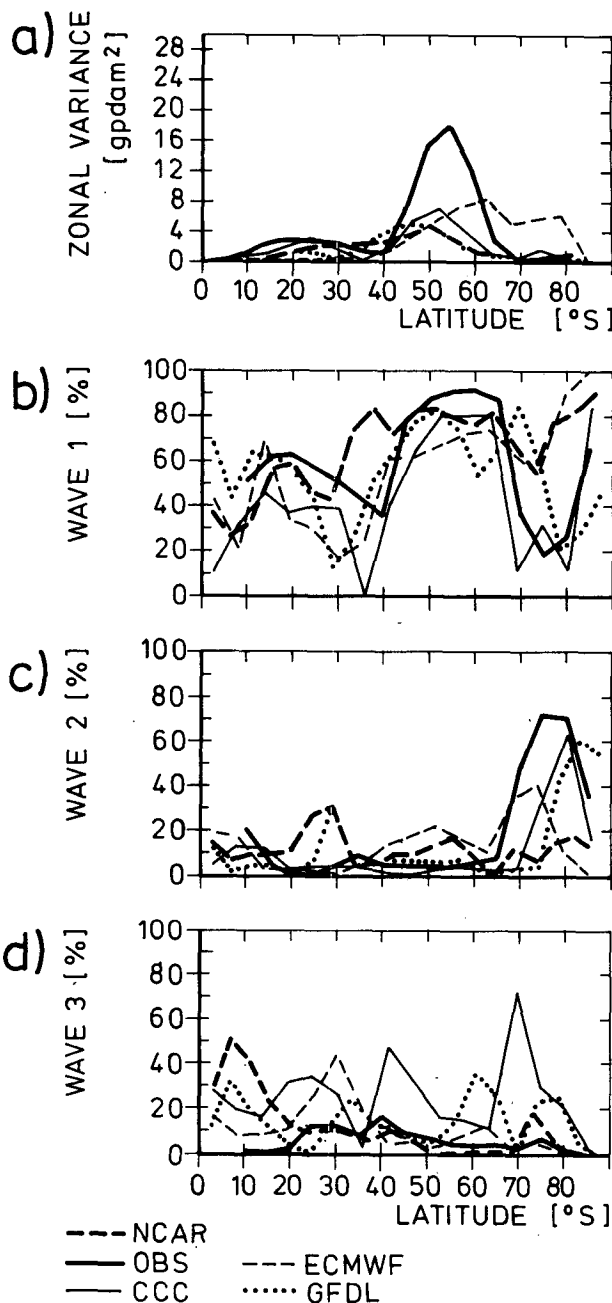 a)
ZONAL VARIANCE
[gpdam²]
28
24
20
16
12
8
4
0
0 10 20 30 40 50 60 70 80
LATITUDE [°S]
b)
WAVE 1 [%]
100
80
60
40
20
0
c)
WAVE 2 [%]
100
80
60
40
20
0
d)
WAVE 3 [%]
100
80
60
40
20
0
0 10 20 30 40 50 60 70 80
LATITUDE [°S]
NCAR
OBS
ECMWF
CCC
GFDL